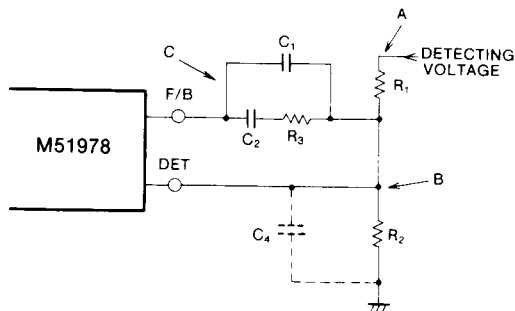 A
C
C1
DETECTING
VOLTAGE
F/B
R1
C2
R3
M51978
DET
B
C4
R2